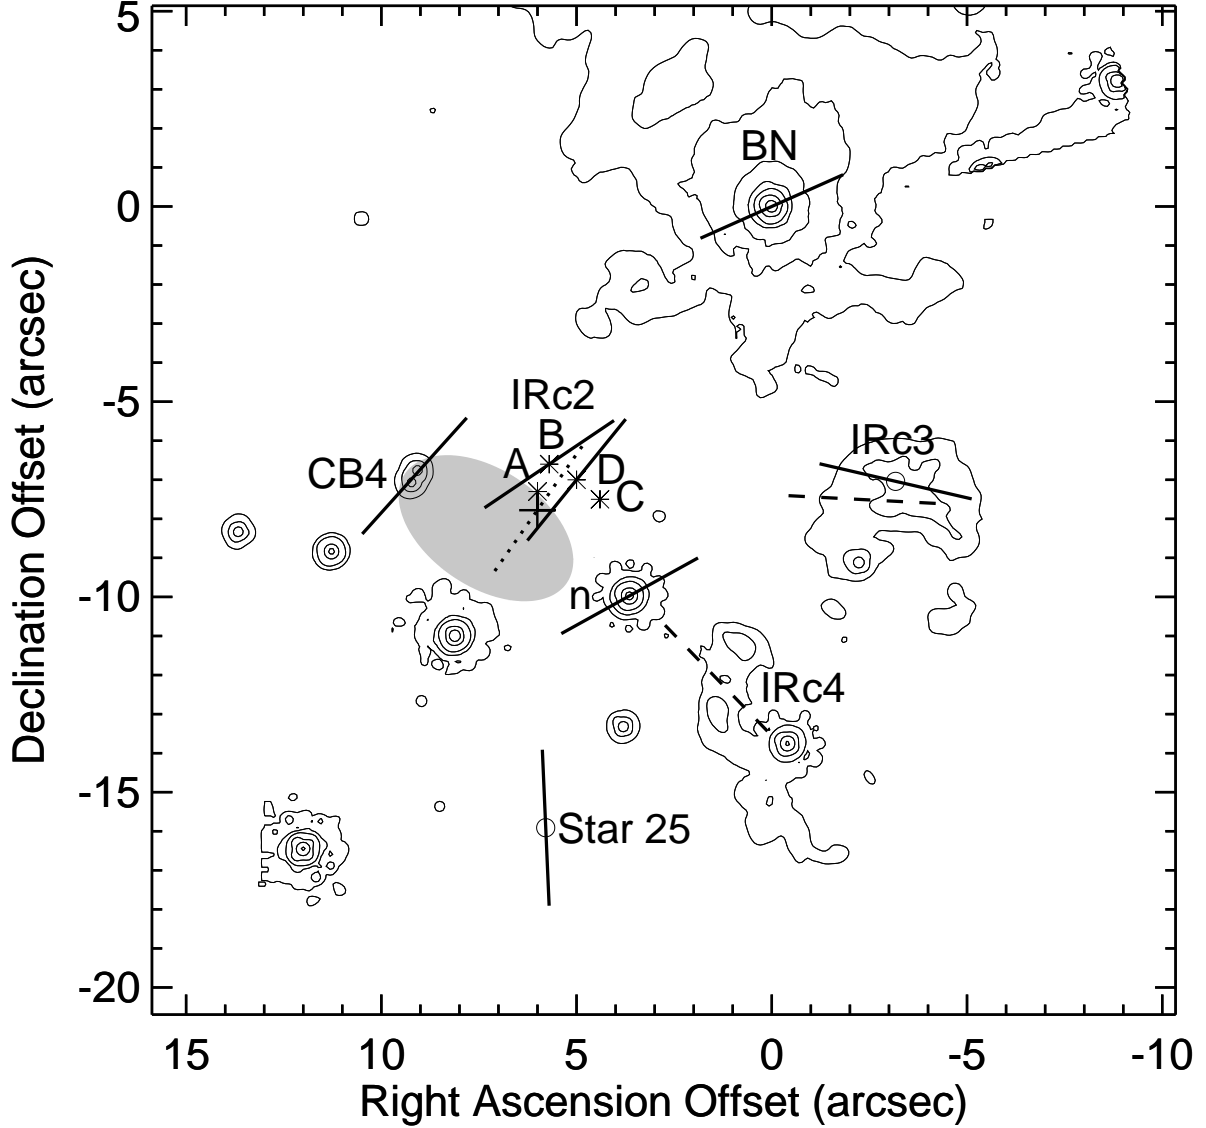 5
BN
0
IRc2
-5
B
IRc3
A
D
CB4
C
n
-10
IRc4
-15
Star 25
-20
15 10 5 0 -5 -10
Right Ascension Offset (arcsec)
Declination Offset (arcsec)